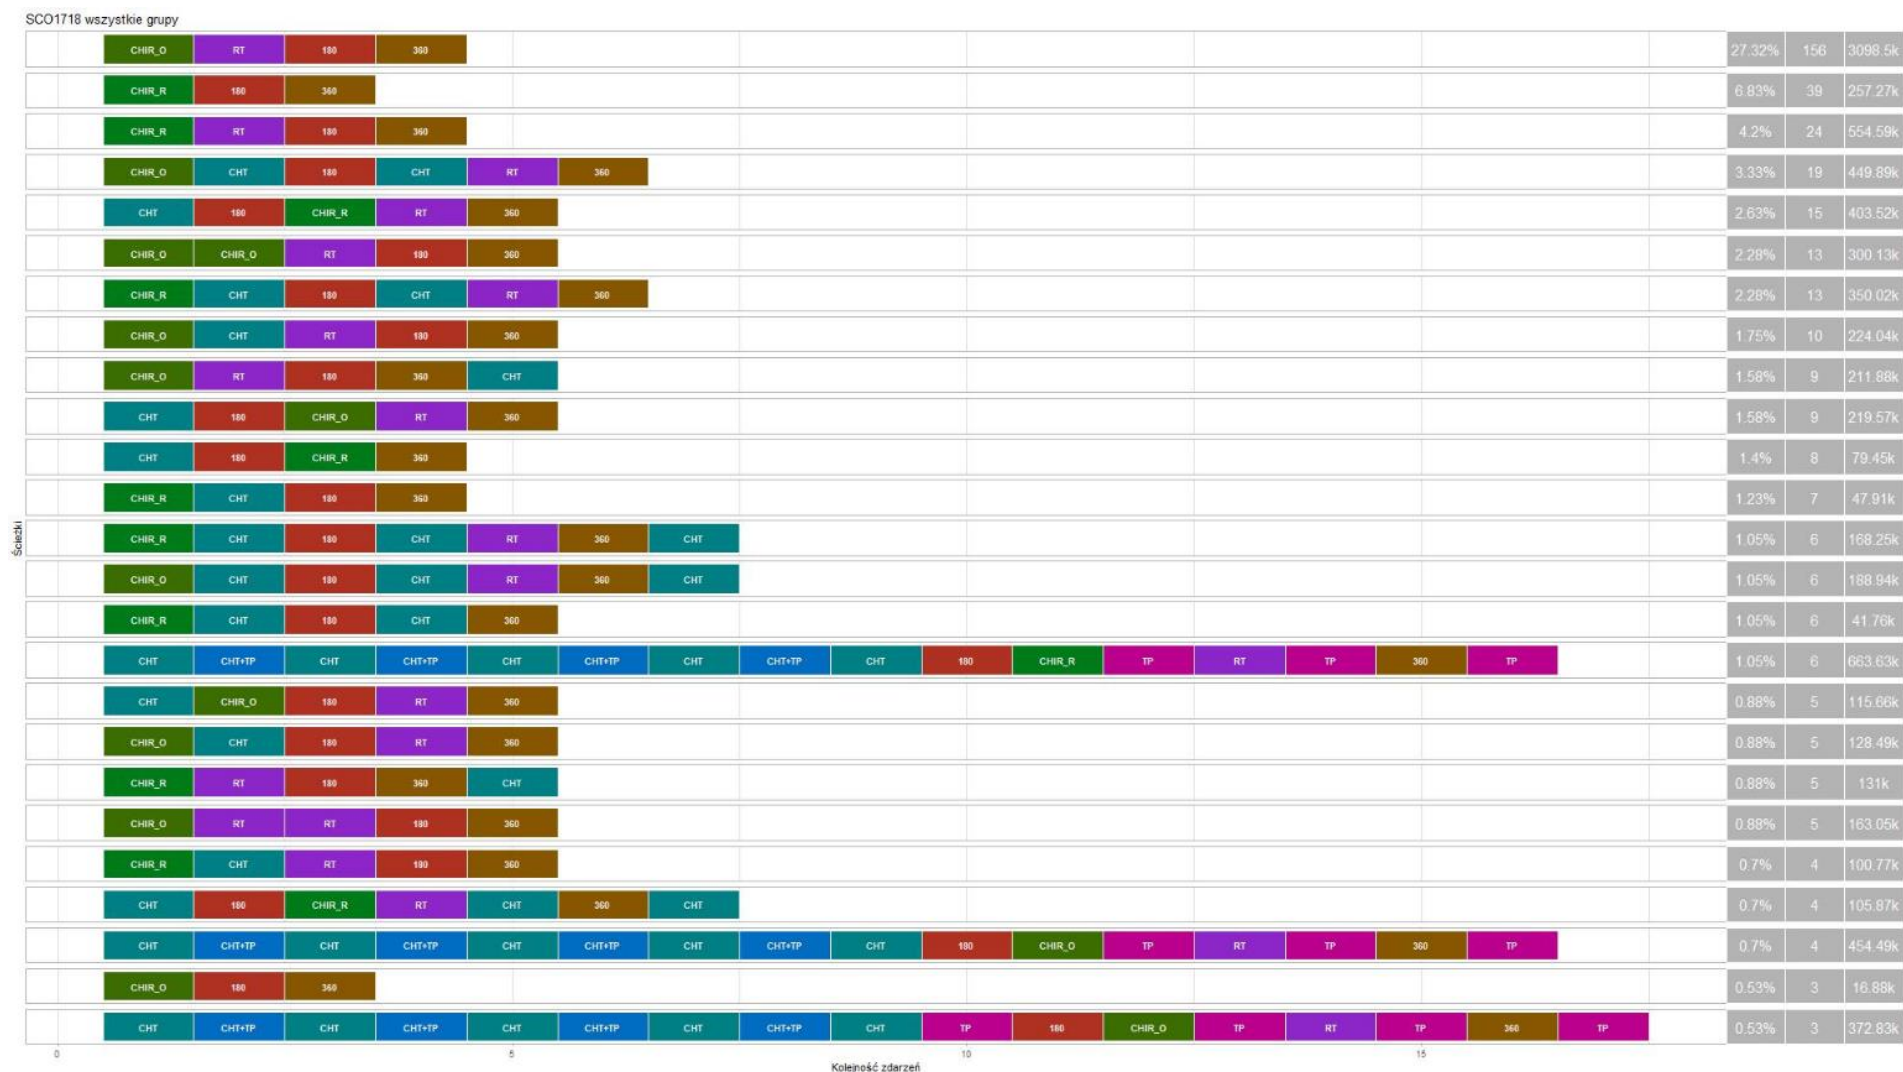 SCO1718 wszystkie grupy
CHIR_O RT 180 360 27.32% 156 3098.5k
CHIR_R 180 360 6.83% 39 257.27k
CHIR_R RT 180 360 4.2% 24 554.59k
CHIR_O CHT 180 CHT RT 360 3.33% 19 449.89k
CHT 180 CHIR_R RT 360 2.63% 15 403.52k
CHIR_O CHIR_O RT 180 360 2.28% 13 300.13k
CHIR_R CHT 180 CHT RT 360 2.28% 13 350.02k
CHIR_O CHT RT 180 360 1.75% 10 224.04k
CHIR_O RT 180 360 CHT 1.58% 9 211.88k
CHT 180 CHIR_O RT 360 1.58% 9 219.57k
CHT 180 CHIR_R 360 1.4% 8 79.45k
CHIR_R CHT 180 360 1.23% 7 47.91k
Ścieżki
CHIR_R CHT 180 CHT RT 360 CHT 1.05% 6 168.25k
CHIR_O CHT 180 CHT RT 360 CHT 1.05% 6 188.94k
CHIR_R CHT 180 CHT 360 1.05% 6 41.76k
CHT CHT+TP CHT CHT+TP CHT CHT+TP CHT CHT+TP CHT 180 CHIR_R TP RT TP 360 TP 1.05% 6 663.63k
CHT CHIR_O 180 RT 360 0.88% 5 115.66k
CHIR_O CHT 180 RT 360 0.88% 5 128.49k
CHIR_R RT 180 360 CHT 0.88% 5 131k
CHIR_O RT RT 180 360 0.88% 5 163.05k
CHIR_R CHT RT 180 360 0.7% 4 100.77k
CHT 180 CHIR_R RT CHT 360 CHT 0.7% 4 105.87k
CHT CHT+TP CHT CHT+TP CHT CHT+TP CHT CHT+TP CHT 180 CHIR_O TP RT TP 360 TP 0.7% 4 454.49k
CHIR_O 180 360 0.53% 3 16.88k
CHT CHT+TP CHT CHT+TP CHT CHT+TP CHT CHT+TP CHT TP 180 CHIR_O TP RT TP 360 TP 0.53% 3 372.83k
0 5 10 15
Kolejność zdarzeń